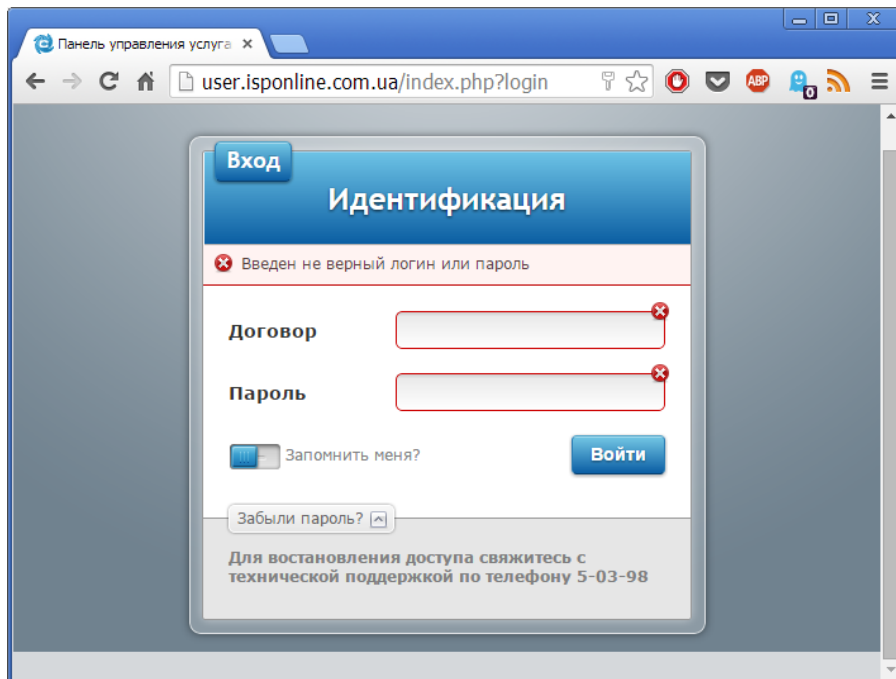 Панель управления услуга
user.isponline.com.ua/index.php?login
ABP
0
Вход
Идентификация
Введен не верный логин или пароль
Договор
Пароль
Запомнить меня?
Войти
Забыли пароль?
Для востановления доступа свяжитесь с
технической поддержкой по телефону 5-03-98